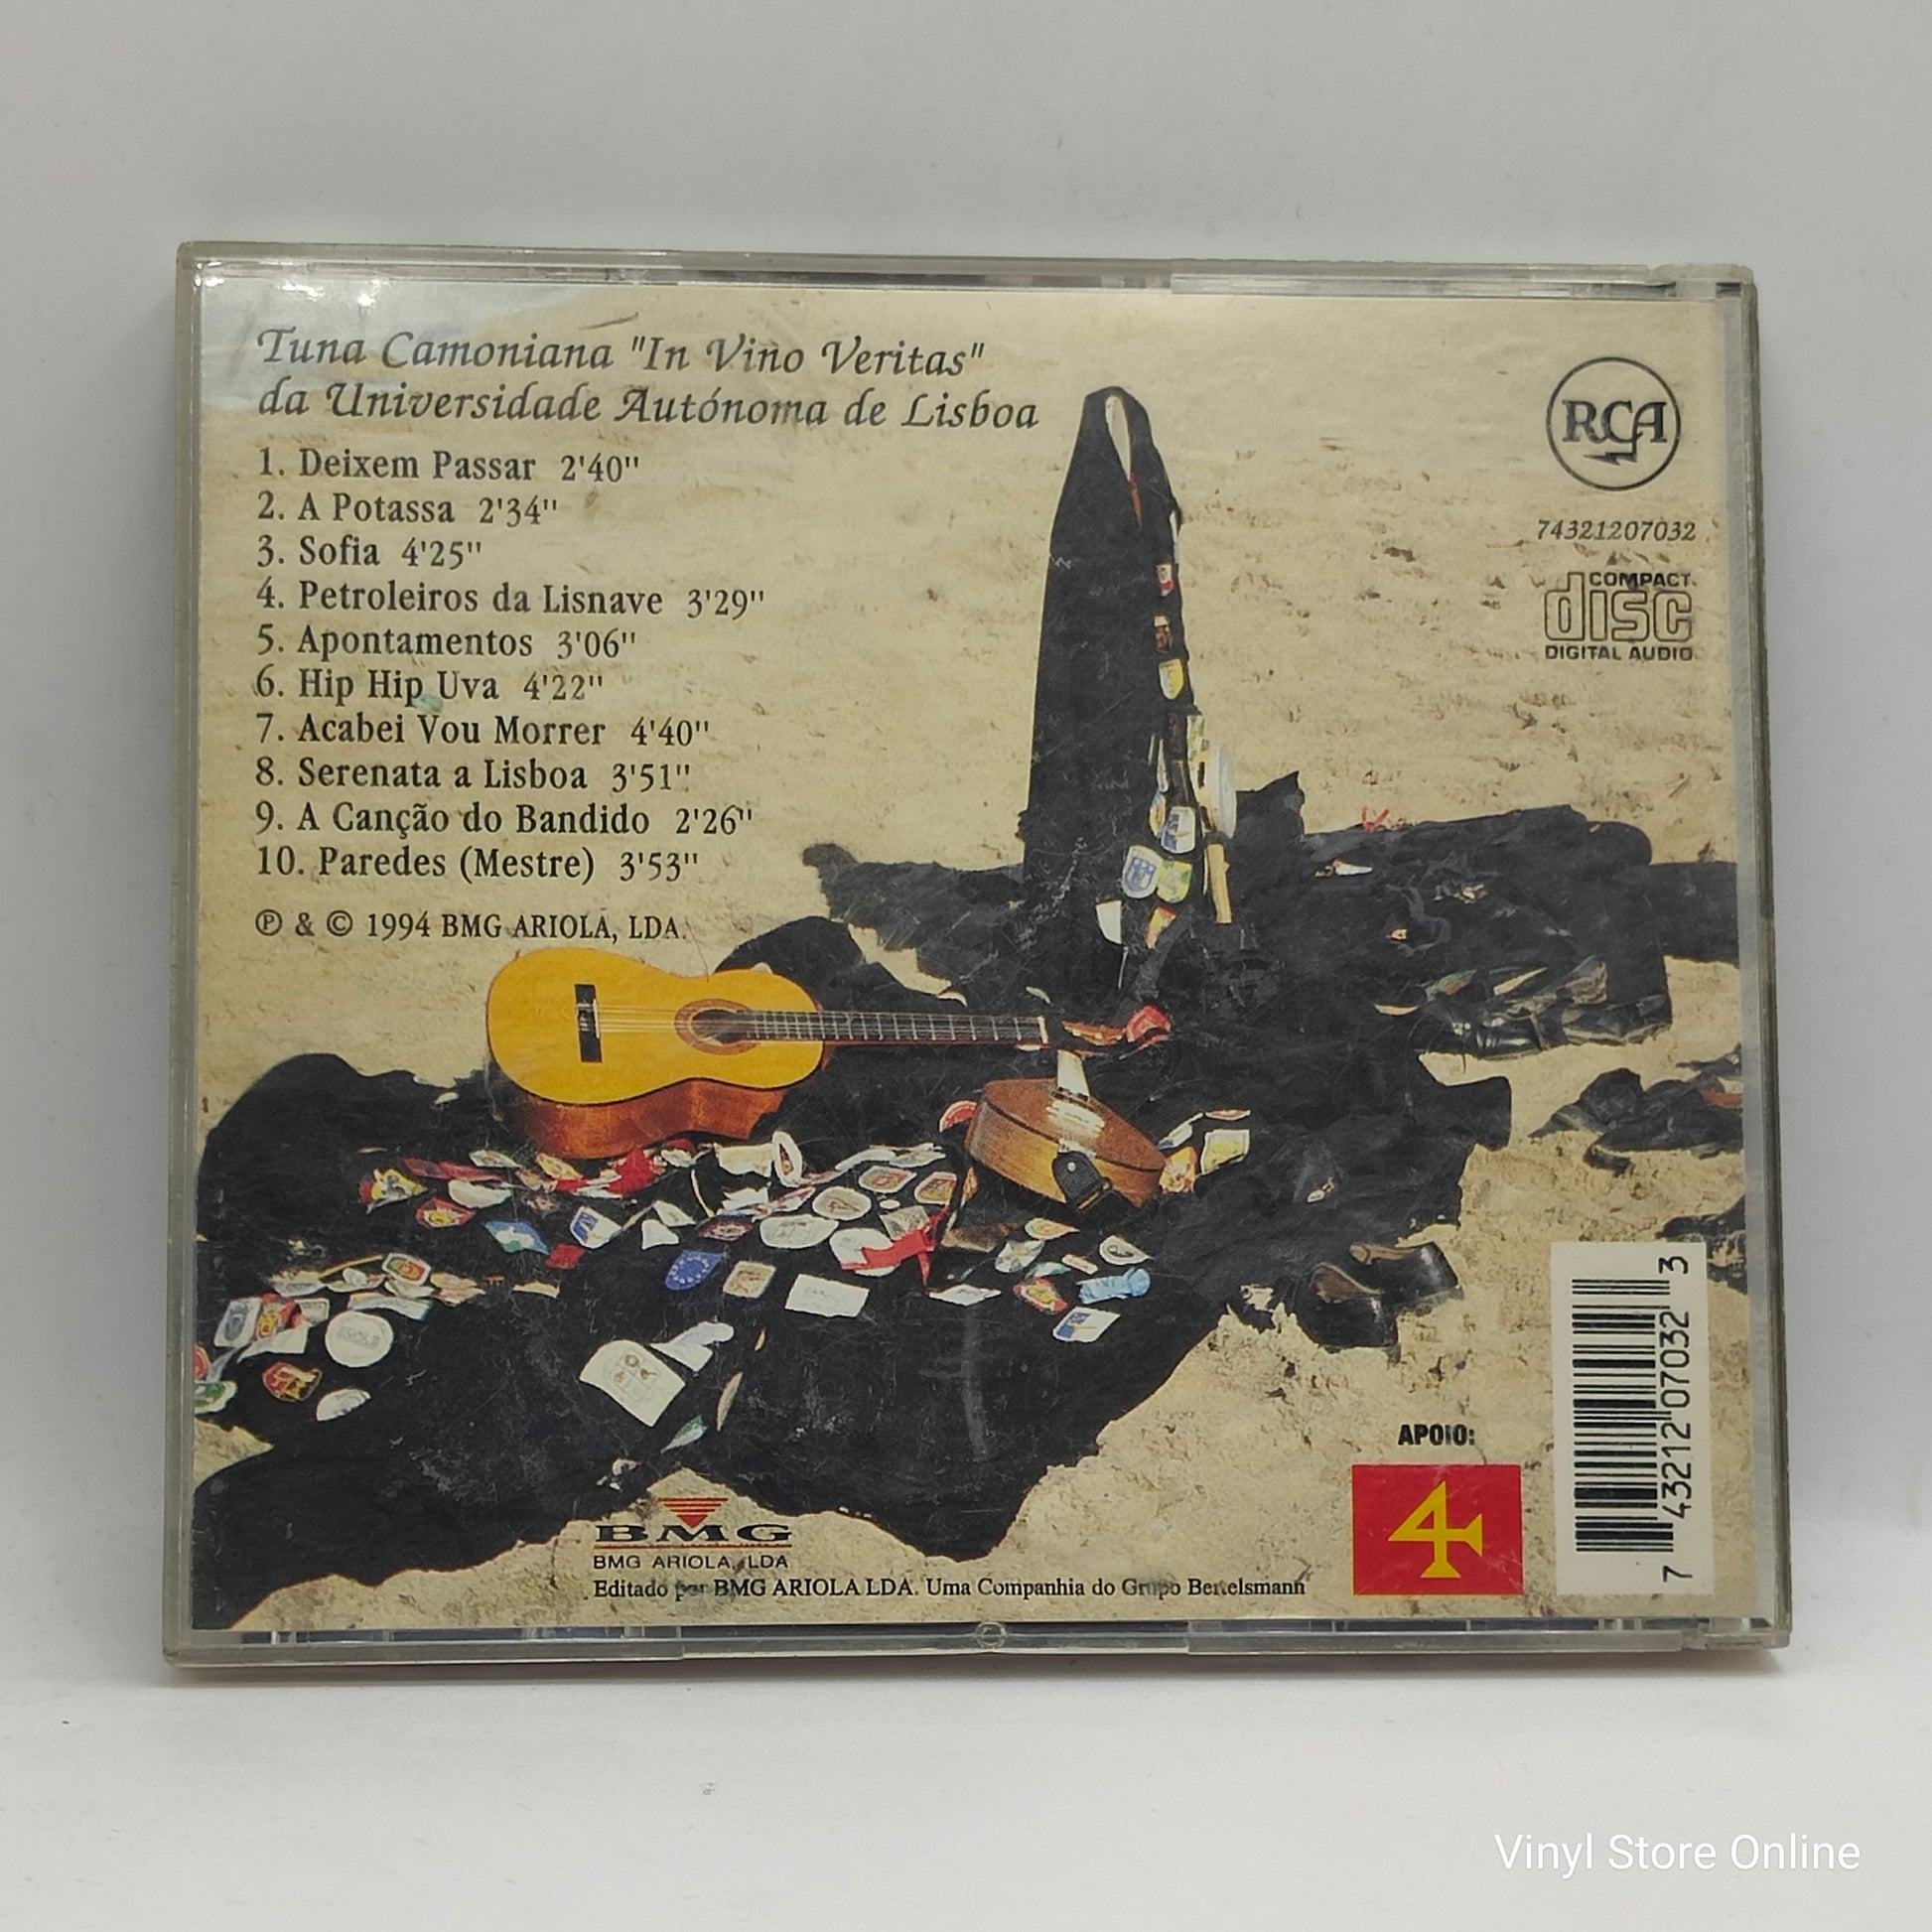 Tuna Camoniana "In Vino Veritas"
da Universidade Autónoma de Lisboa
1. Deixem Passar 2'40"
2. A Potassa 2'34"
3. Sofia 4'25"
4. Petroleiros da Lisnave 3'29"
5. Apontamentos 3'06"
6. Hip Hip Uva 4'22"
7. Acabei Vou Morrer 4'40"
8. Serenata a Lisboa 3'51"
9. A Canção do Bandido 2'26"
10. Paredes (Mestre) 3'53"
℗ & © 1994 BMG ARIOLA, LDA.
RCA
74321207032
COMPACT
disc
DIGITAL AUDIO
APOIO:
4
7 43212 07032 3
BMG
BMG ARIOLA, LDA
Editado por BMG ARIOLA LDA. Uma Companhia do Grupo Bertelsmann
Vinyl Store Online